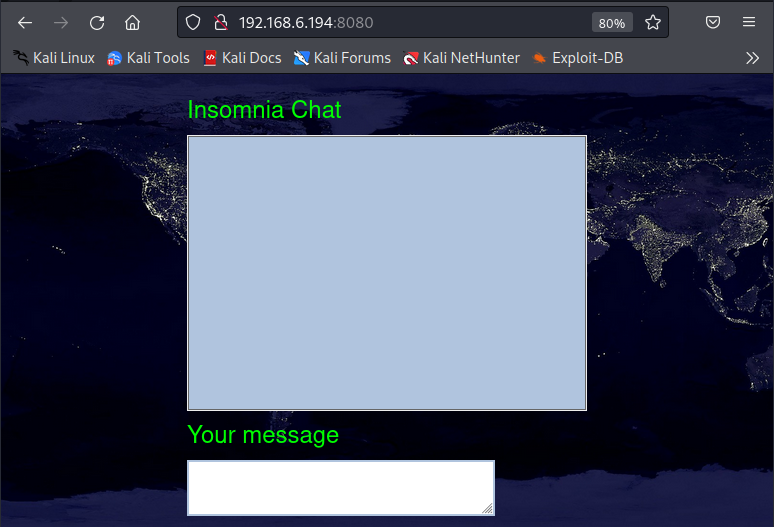 192.168.6.194:8080
80%
Kali Linux Kali Tools Kali Docs Kali Forums Kali NetHunter Exploit-DB
Insomnia Chat
Your message